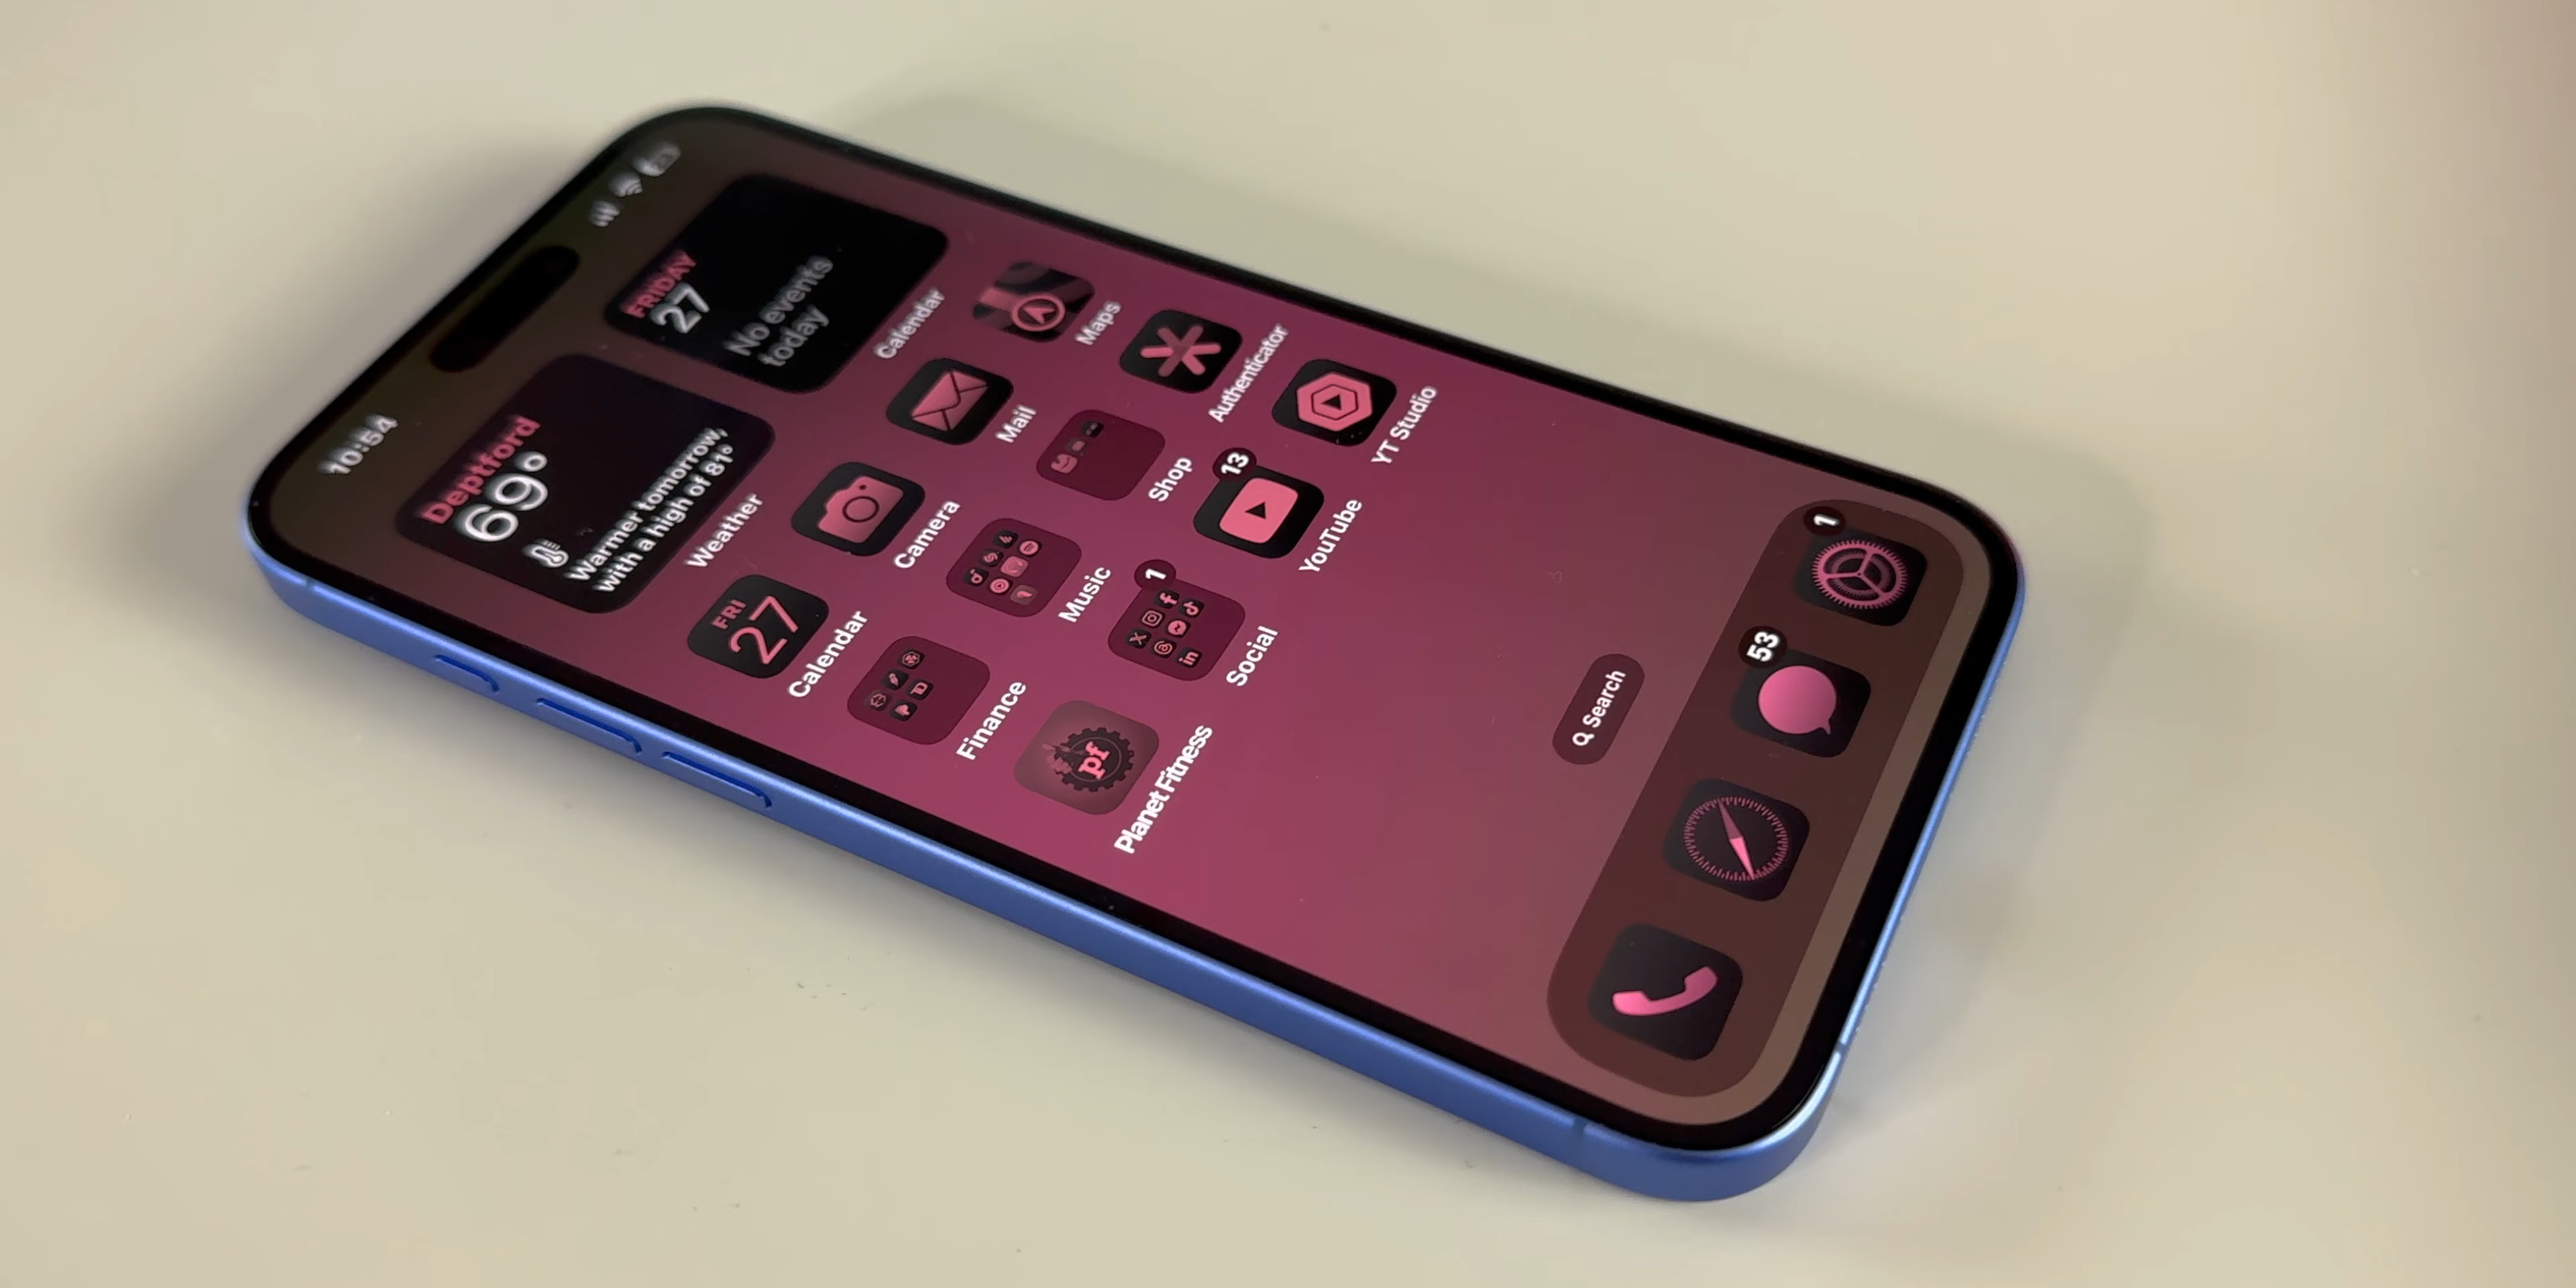 10:54
Deptford
69°
Warmer tomorrow,
with a high of 81°
Weather
FRIDAY
27
No events
today
Calendar
FRI
27
Calendar
Camera
Mail
Maps
Finance
Music
Shop
Authenticator
pf
Planet Fitness
1
X
f
in
Social
13
YouTube
YT Studio
Search
53
1